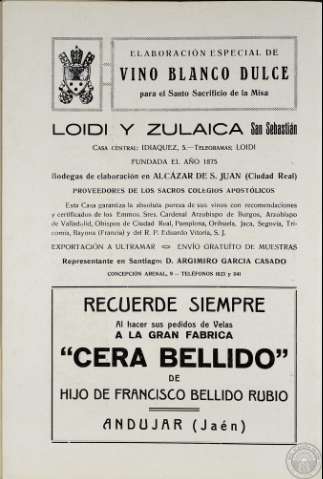 ELABORACIÓN ESPECIAL DE
VINO BLANCO DULCE
para el Santo Sacrificio de la Misa
LOIDI Y ZULAICA San Sebastián
CASA CENTRAL: IDIAQUEZ, 5.—TELEGRAMAS: LOIDI
FUNDADA EL AÑO 1875
Bodegas de elaboración en ALCÁZAR DE S. JUAN (Ciudad Real)
PROVEEDORES DE LOS SACROS COLEGIOS APOSTÓLICOS
Esta Casa garantiza la absoluta pureza de sus vinos con recomendaciones
y certificados de los Emmos. Sres. Cardenal Arzobispo de Burgos, Arzobispo
de Valladolid, Obispos de Ciudad Real, Pamplona, Orihuela, Jaca, Segovia,
Bayona (Francia) y del R. P. Eduardo Vitoria, S. J.
EXPORTACIÓN A ULTRAMAR ENVÍO GRATUÍTO DE MUESTRAS
Representante en Santiago: D. ARGIMIRO GARCIA CASADO
CONCEPCIÓN ARENAL, 9 — TELÉFONOS y
RECUERDE SIEMPRE
Al hacer sus pedidos de Velas
A LA GRAN FABRICA
"CERA BELLIDO"
DE
HIJO DE FRANCISCO BELLIDO RUBIO
ANDUJAR (Jaén)